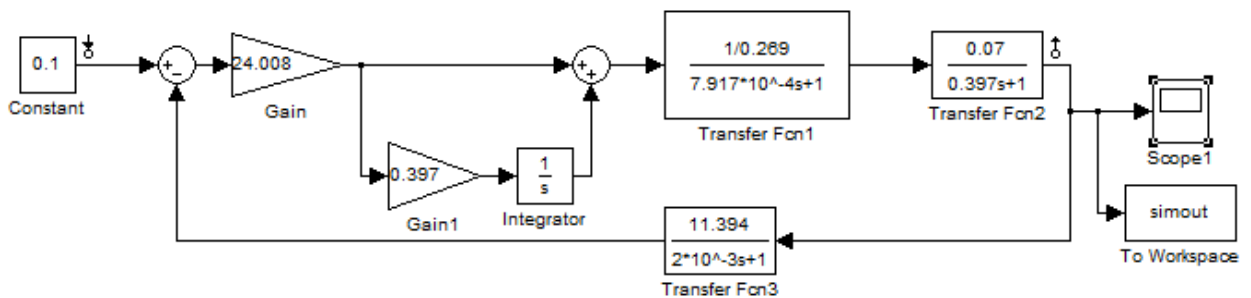 0.1
Constant
24.008
Gain
0.397
Gain1
1
s
Integrator
1/0.269
7.917*10^-4s+1
Transfer Fcn1
0.07
0.397s+1
Transfer Fcn2
Scope1
simout
To Workspace
11.394
2*10^-3s+1
Transfer Fcn3